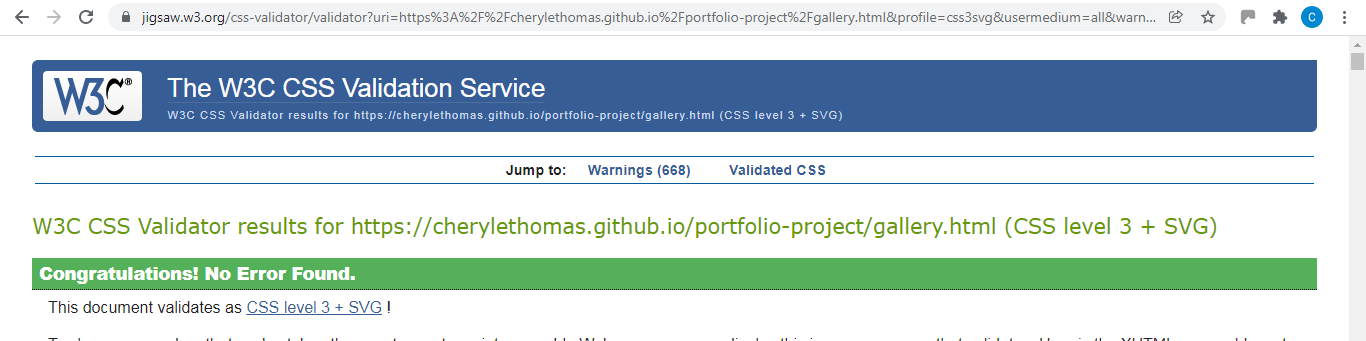 jigsaw.w3.org/css-validator/validator?uri=https%3A%2F%2Fcherylethomas.github.io%2Fportfolio-project%2Fgallery.html&profile=css3svg&usermedium=all&warn...
C
W3C®
The W3C CSS Validation Service
W3C CSS Validator results for https://cherylethomas.github.io/portfolio-project/gallery.html (CSS level 3 + SVG)
Jump to: Warnings (668) Validated CSS
W3C CSS Validator results for https://cherylethomas.github.io/portfolio-project/gallery.html (CSS level 3 + SVG)
Congratulations! No Error Found.
This document validates as CSS level 3 + SVG !